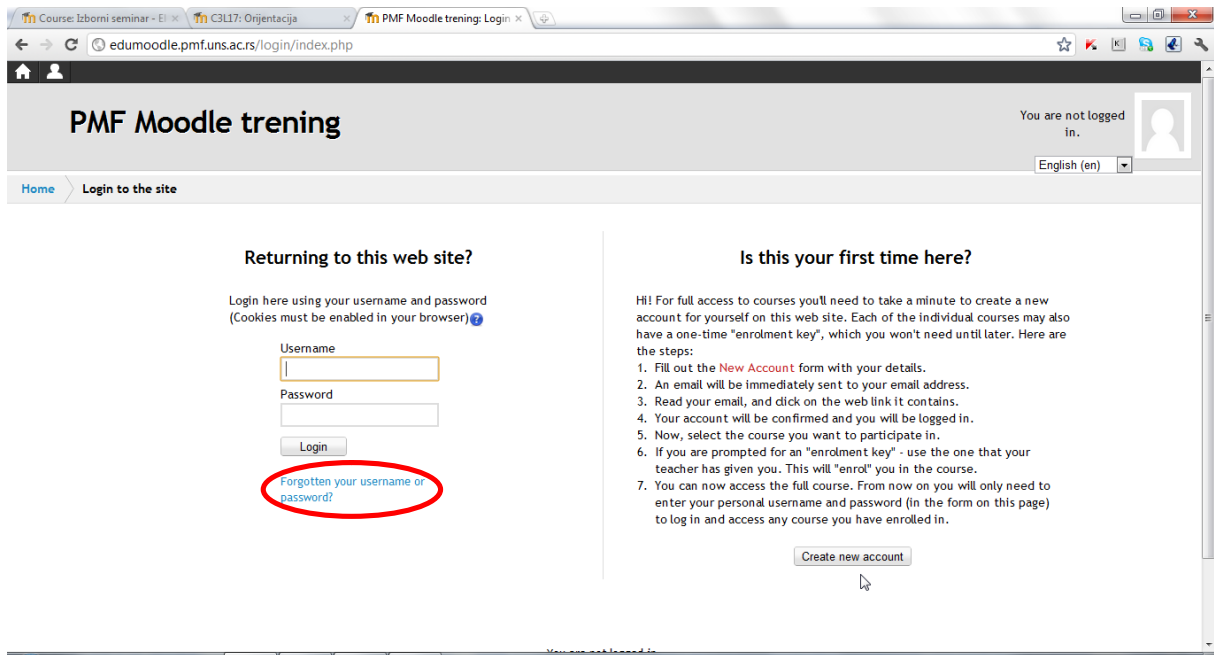 Course: Izborni seminar - El
C3L17: Orijentacija
PMF Moodle trening: Login
edumoodle.pmf.uns.ac.rs/login/index.php
PMF Moodle trening
You are not logged
in.
English (en)
Home
Login to the site
Returning to this web site?
Login here using your username and password
(Cookies must be enabled in your browser)
Username
Password
Login
Forgotten your username or
password?
Is this your first time here?
Hi! For full access to courses you'll need to take a minute to create a new
account for yourself on this web site. Each of the individual courses may also
have a one-time "enrolment key", which you won't need until later. Here are
the steps:
1. Fill out the New Account form with your details.
2. An email will be immediately sent to your email address.
3. Read your email, and click on the web link it contains.
4. Your account will be confirmed and you will be logged in.
5. Now, select the course you want to participate in.
6. If you are prompted for an "enrolment key" - use the one that your
teacher has given you. This will "enrol" you in the course.
7. You can now access the full course. From now on you will only need to
enter your personal username and password (in the form on this page)
to log in and access any course you have enrolled in.
Create new account
You are not logged in